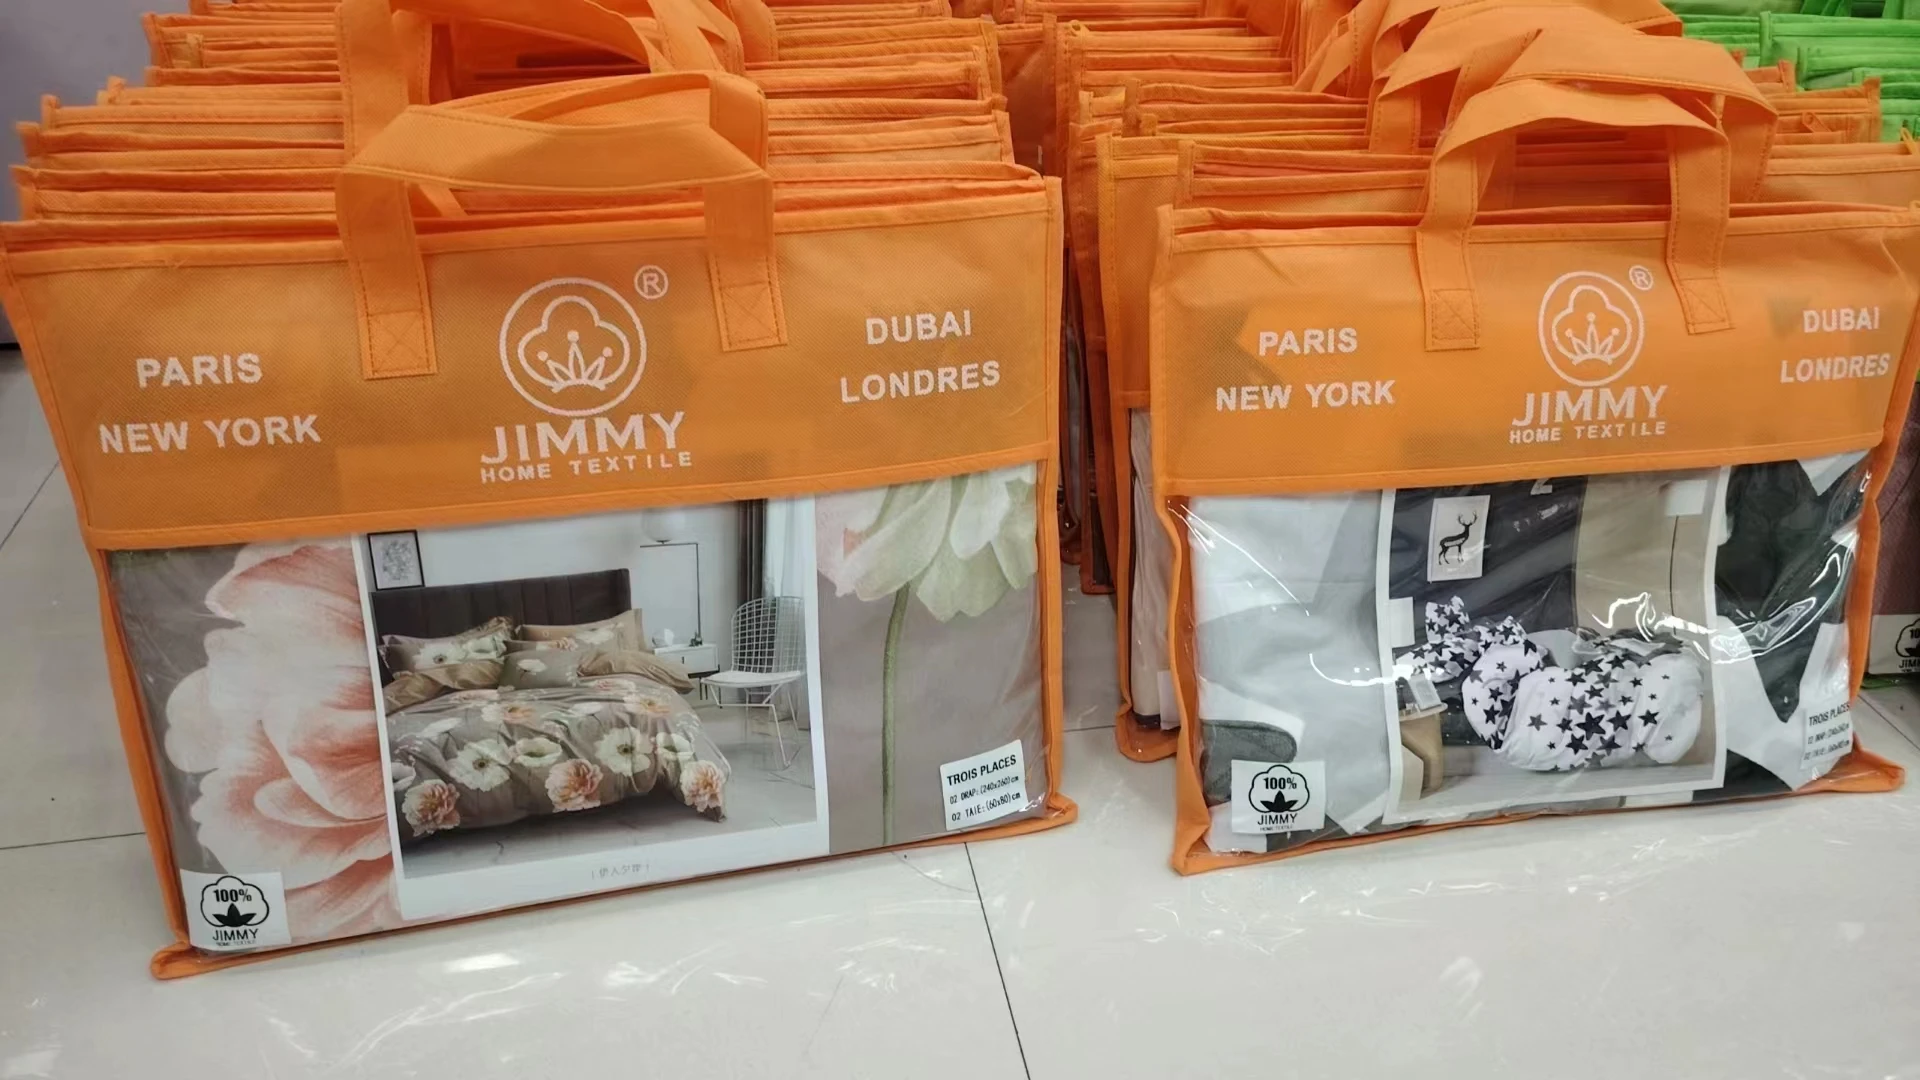 PARIS
NEW YORK
®
JIMMY
HOME TEXTILE
DUBAI
LONDRES
TROIS PLACES
02 DRAP: (240x260) cm
02 TAIE: (60x80) cm
100%
JIMMY
HOME TEXTILE
PARIS
NEW YORK
®
JIMMY
HOME TEXTILE
DUBAI
LONDRES
TROIS PLACES
100%
JIMMY
HOME TEXTILE
JIM